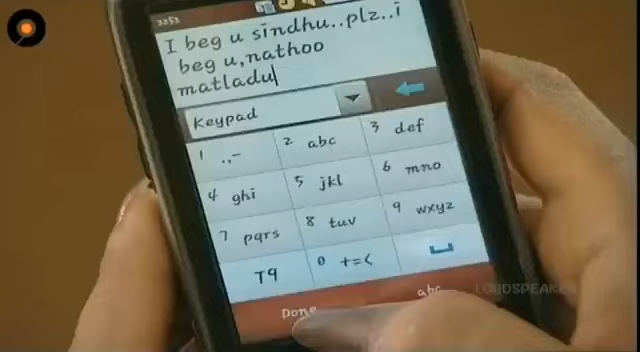 3353
I beg u sindhu..plz..i
beg u,nathoo
matladu
Keypad
1 .,-
2 abc
3 def
4 ghi
5 jkl
6 mno
7 pqrs
8 tuv
9 wxyz
T9
0 +=<
Done
abc
LOUDSPEAKER